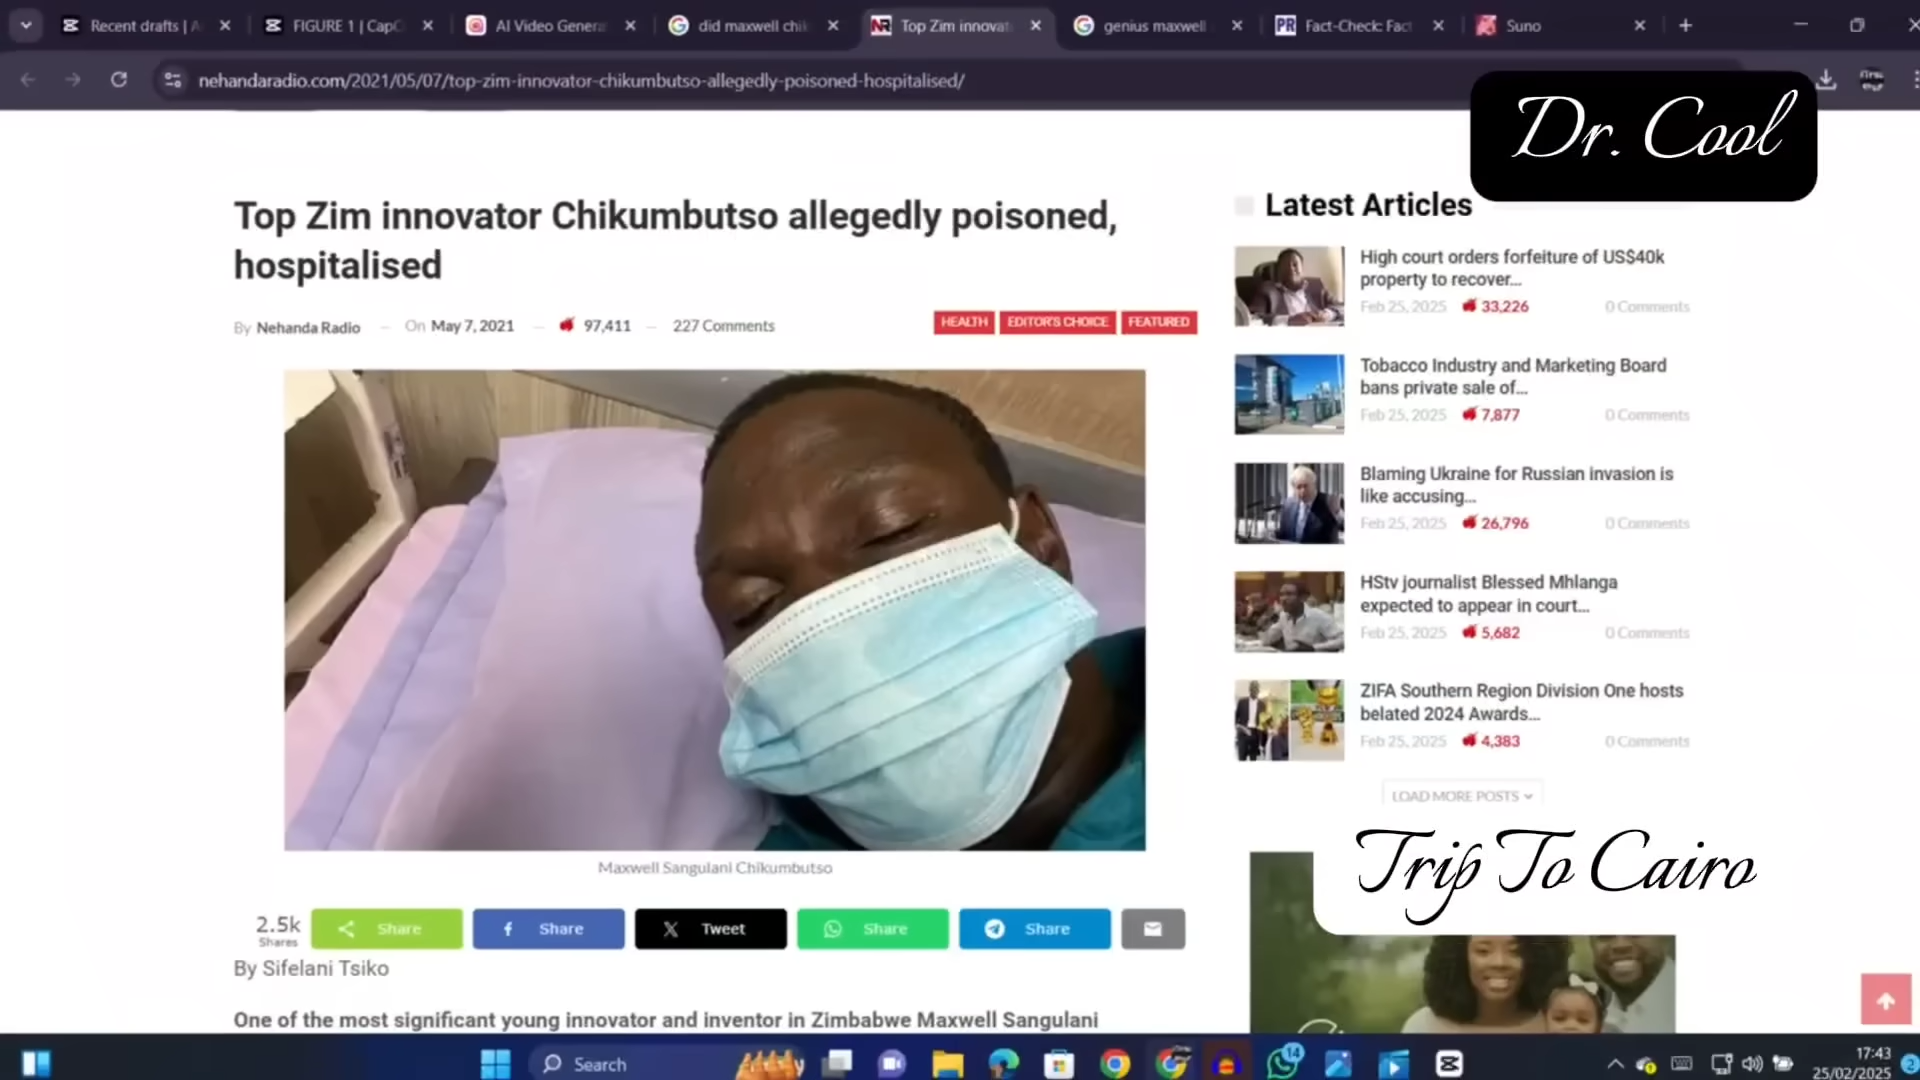 Recent drafts | A
FIGURE 1 | CapC
AI Video Genera
did maxwell chik
Top Zim innovat
genius maxwell
Fact-Check: Fact
Suno
nehandaradio.com/2021/05/07/top-zim-innovator-chikumbutso-allegedly-poisoned-hospitalised/
Dr. Cool
Top Zim innovator Chikumbutso allegedly poisoned,
hospitalised
By Nehanda Radio — On May 7, 2021 — 97,411 — 227 Comments
HEALTH EDITOR'S CHOICE FEATURED
Maxwell Sangulani Chikumbutso
2.5k
Shares
Share
Share
Tweet
Share
Share
By Sifelani Tsiko
One of the most significant young innovator and inventor in Zimbabwe Maxwell Sangulani
Latest Articles
High court orders forfeiture of US$40k
property to recover...
Feb 25, 2025 33,226 0 Comments
Tobacco Industry and Marketing Board
bans private sale of...
Feb 25, 2025 7,877 0 Comments
Blaming Ukraine for Russian invasion is
like accusing...
Feb 25, 2025 26,796 0 Comments
HStv journalist Blessed Mhlanga
expected to appear in court...
Feb 25, 2025 5,682 0 Comments
ZIFA Southern Region Division One hosts
belated 2024 Awards...
Feb 25, 2025 4,383 0 Comments
LOAD MORE POSTS
Trip To Cairo
Search
14
17:43
25/02/2025
2